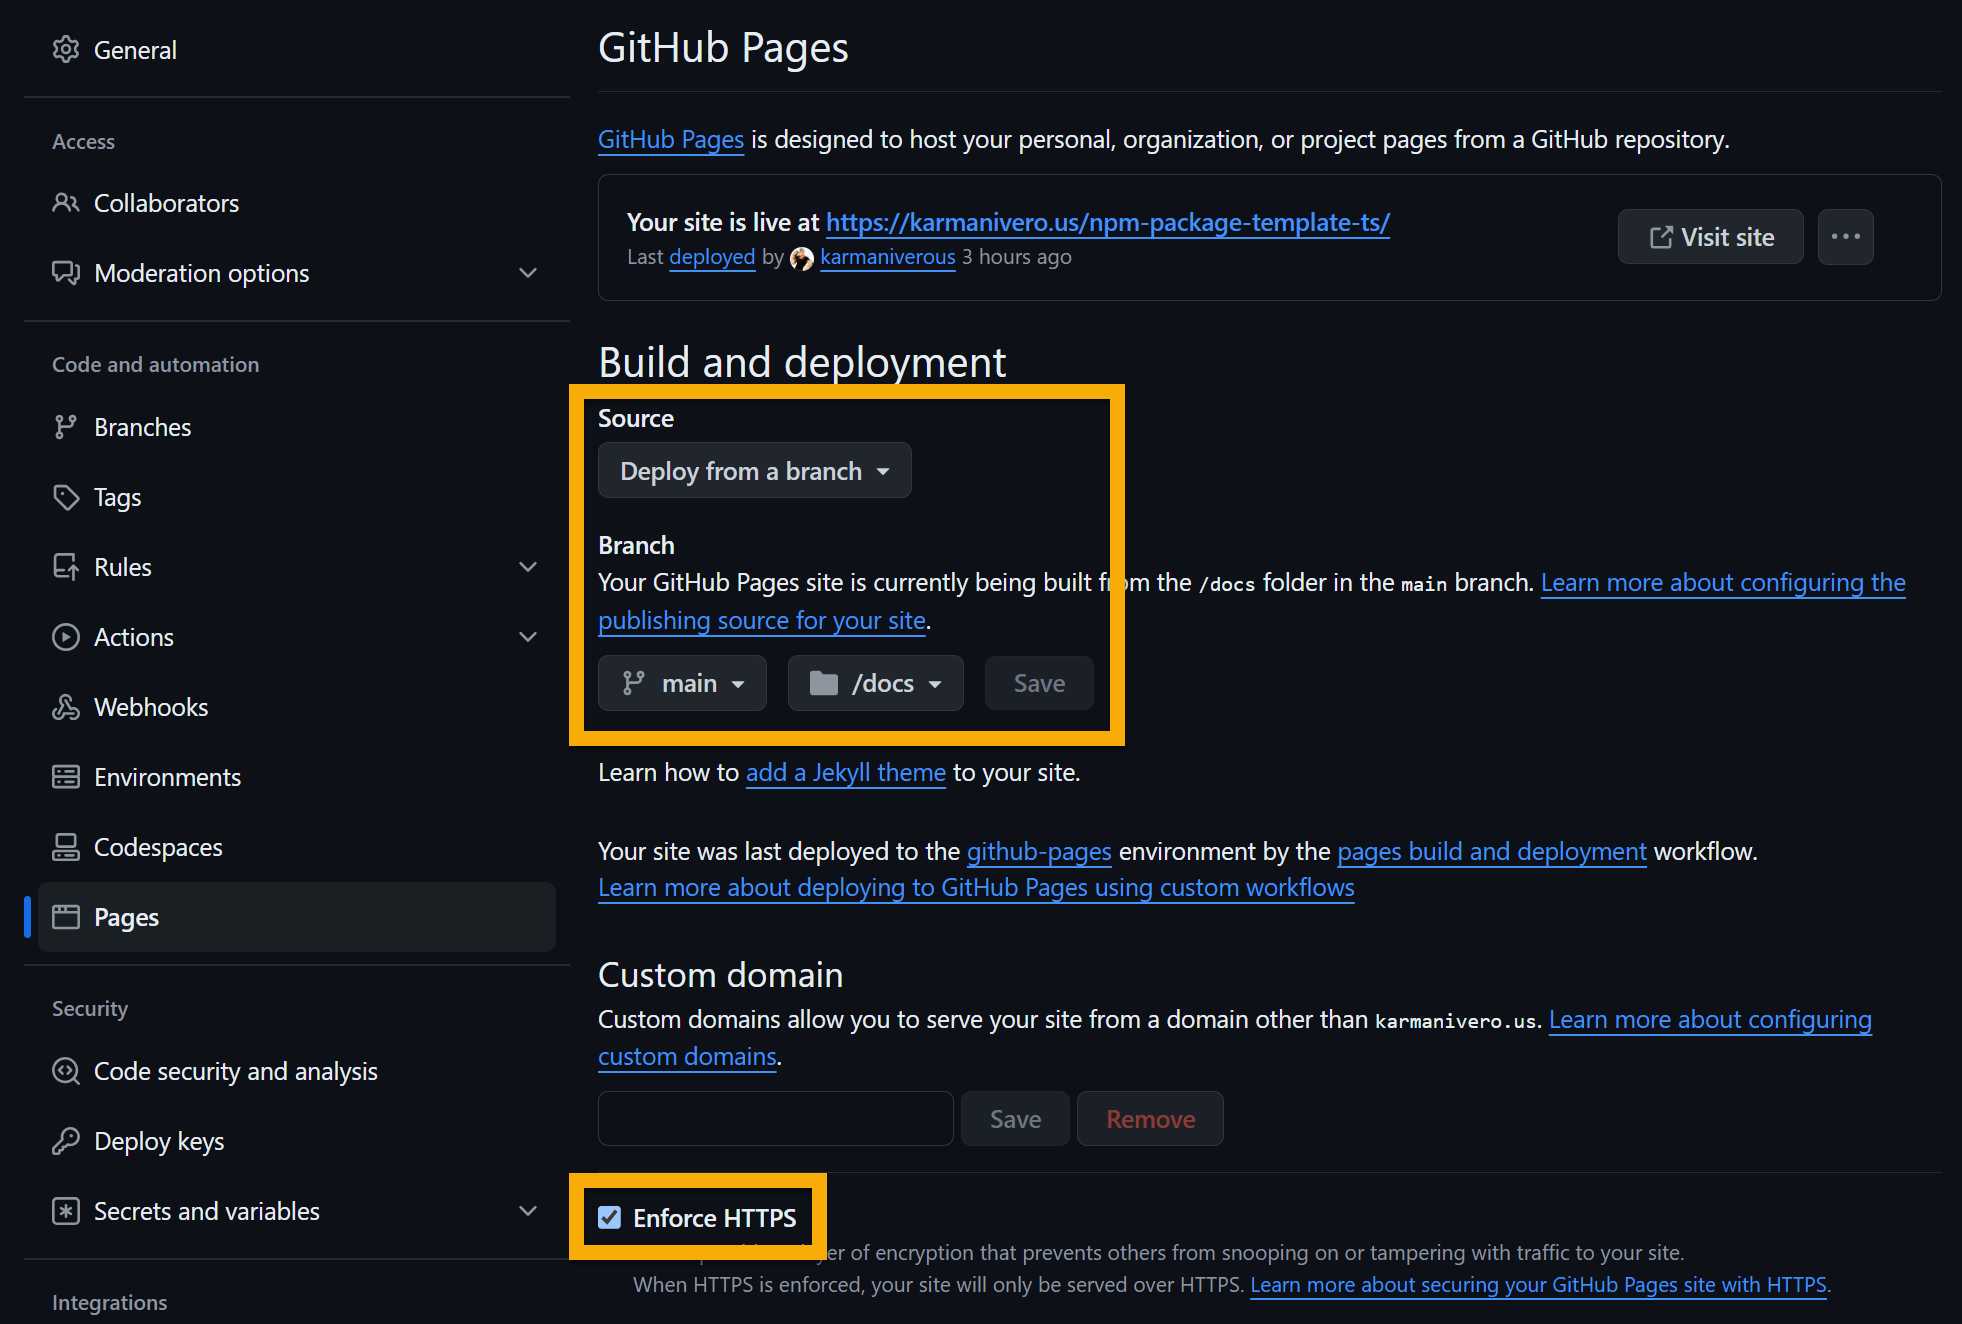 General
Access
Collaborators
Moderation options
Code and automation
Branches
Tags
Rules
Actions
Webhooks
Environments
Codespaces
Pages
Security
Code security and analysis
Deploy keys
Secrets and variables
Integrations
GitHub Pages
GitHub Pages is designed to host your personal, organization, or project pages from a GitHub repository.
Your site is live at https://karmanivero.us/npm-package-template-ts/
Last deployed by karmaniverous 3 hours ago
Visit site
Build and deployment
Source
Deploy from a branch
Branch
Your GitHub Pages site is currently being built from the /docs folder in the main branch. Learn more about configuring the
publishing source for your site.
main /docs Save
Learn how to add a Jekyll theme to your site.
Your site was last deployed to the github-pages environment by the pages build and deployment workflow.
Learn more about deploying to GitHub Pages using custom workflows
Custom domain
Custom domains allow you to serve your site from a domain other than karmanivero.us. Learn more about configuring
custom domains.
Save Remove
Enforce HTTPS
of encryption that prevents others from snooping on or tampering with traffic to your site.
When HTTPS is enforced, your site will only be served over HTTPS. Learn more about securing your GitHub Pages site with HTTPS.